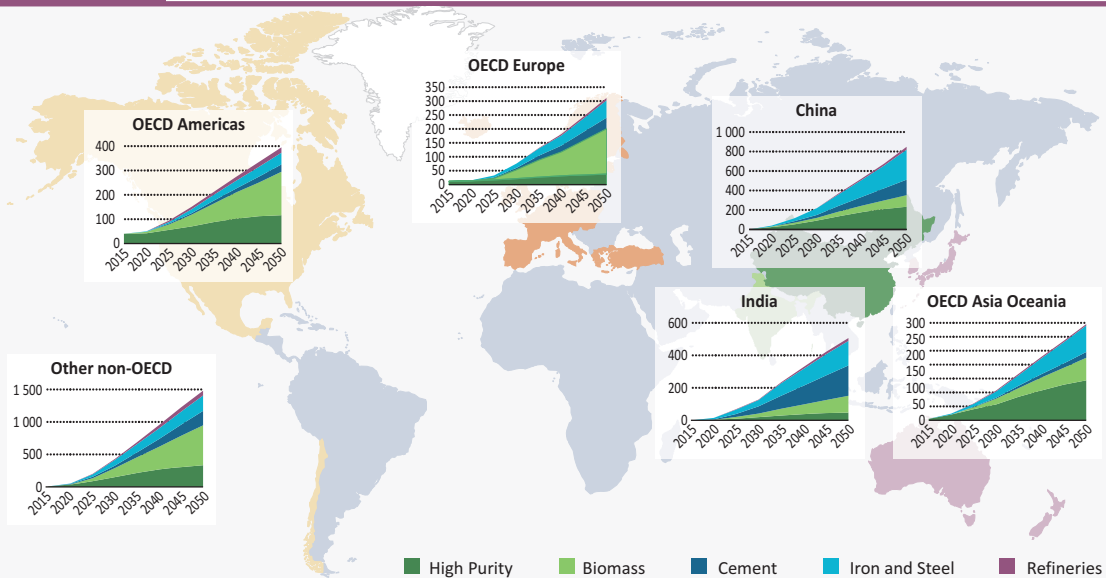 OECD Europe
350
300
250
200
150
100
50
0
2015 2020 2025 2030 2035 2040 2045 2050
OECD Americas
400
300
200
100
0
2015 2020 2025 2030 2035 2040 2045 2050
China
1 000
800
600
400
200
0
2015 2020 2025 2030 2035 2040 2045 2050
India
600
400
200
0
2015 2020 2025 2030 2035 2040 2045 2050
OECD Asia Oceania
300
250
200
150
100
50
0
2015 2020 2025 2030 2035 2040 2045 2050
Other non-OECD
1 500
1 000
500
0
2015 2020 2025 2030 2035 2040 2045 2050
High Purity Biomass Cement Iron and Steel Refineries